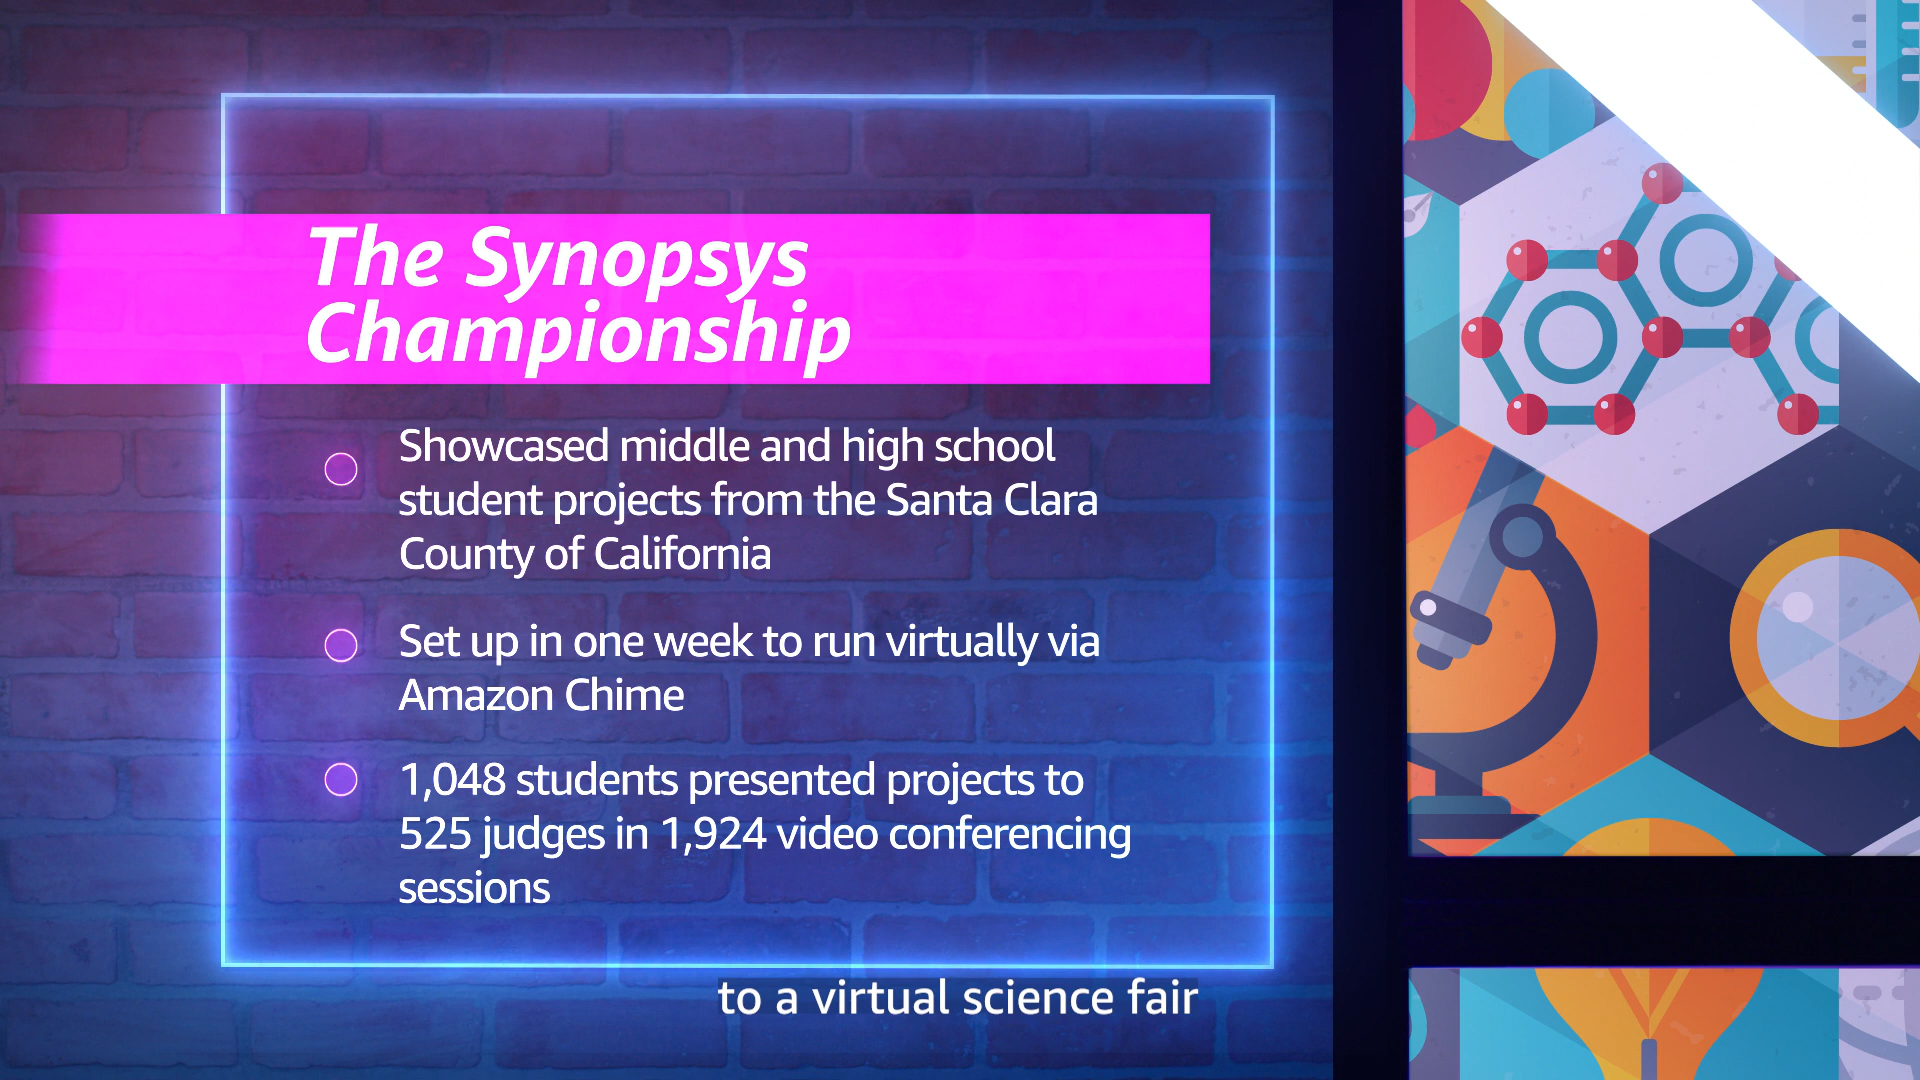 The Synopsys
Championship
Showcased middle and high school
student projects from the Santa Clara
County of California
Set up in one week to run virtually via
Amazon Chime
1,048 students presented projects to
525 judges in 1,924 video conferencing
sessions
to a virtual science fair